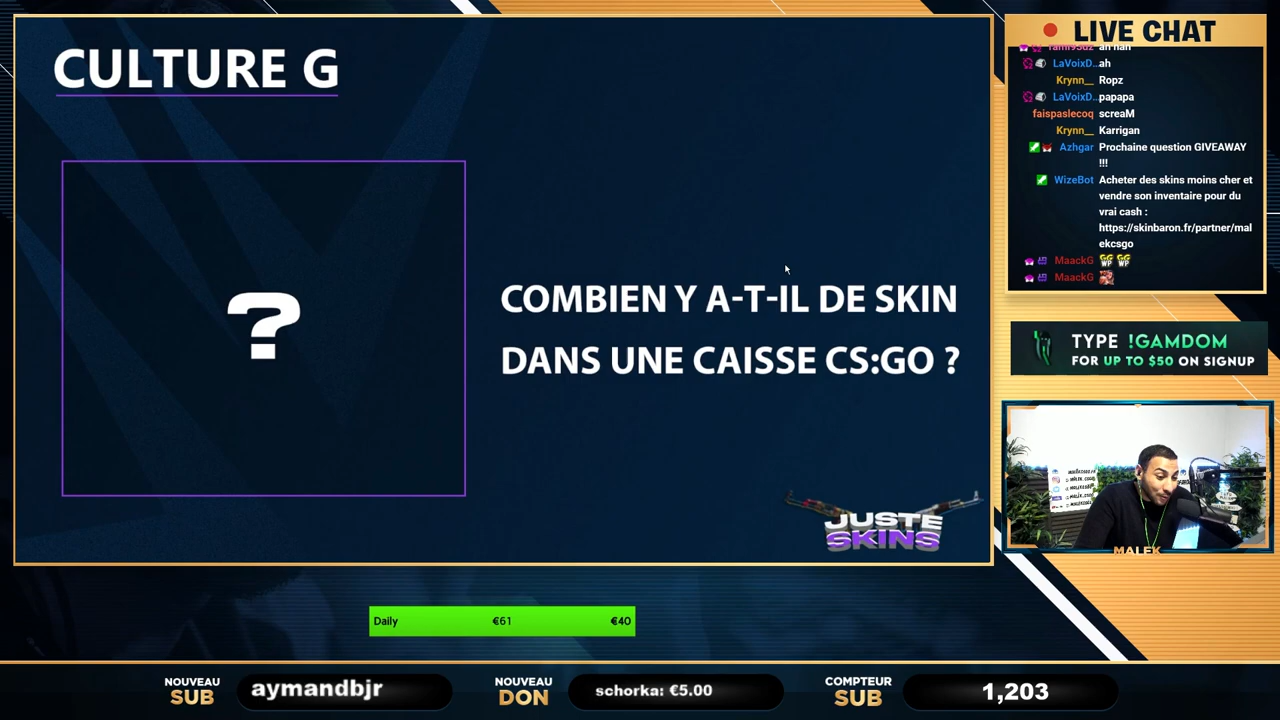 CULTURE G
?
COMBIEN Y A-T-IL DE SKIN
DANS UNE CAISSE CS:GO ?
JUSTE
SKINS
LIVE CHAT
ah nan
LaVoixD.. ah
Krynn__ Ropz
LaVoixD.. papapa
faispaslecoq screaM
Krynn__ Karrigan
Azhgar Prochaine question GIVEAWAY
!!!
WizeBot Acheter des skins moins cher et
vendre son inventaire pour du
vrai cash :
https://skinbaron.fr/partner/mal
ekcsgo
MaackG
MaackG
TYPE !GAMDOM
FOR UP TO $50 ON SIGNUP
MALEK
Daily €61 €40
NOUVEAU
SUB
aymandbjr
NOUVEAU
DON
schorka: €5.00
COMPTEUR
SUB
1,203